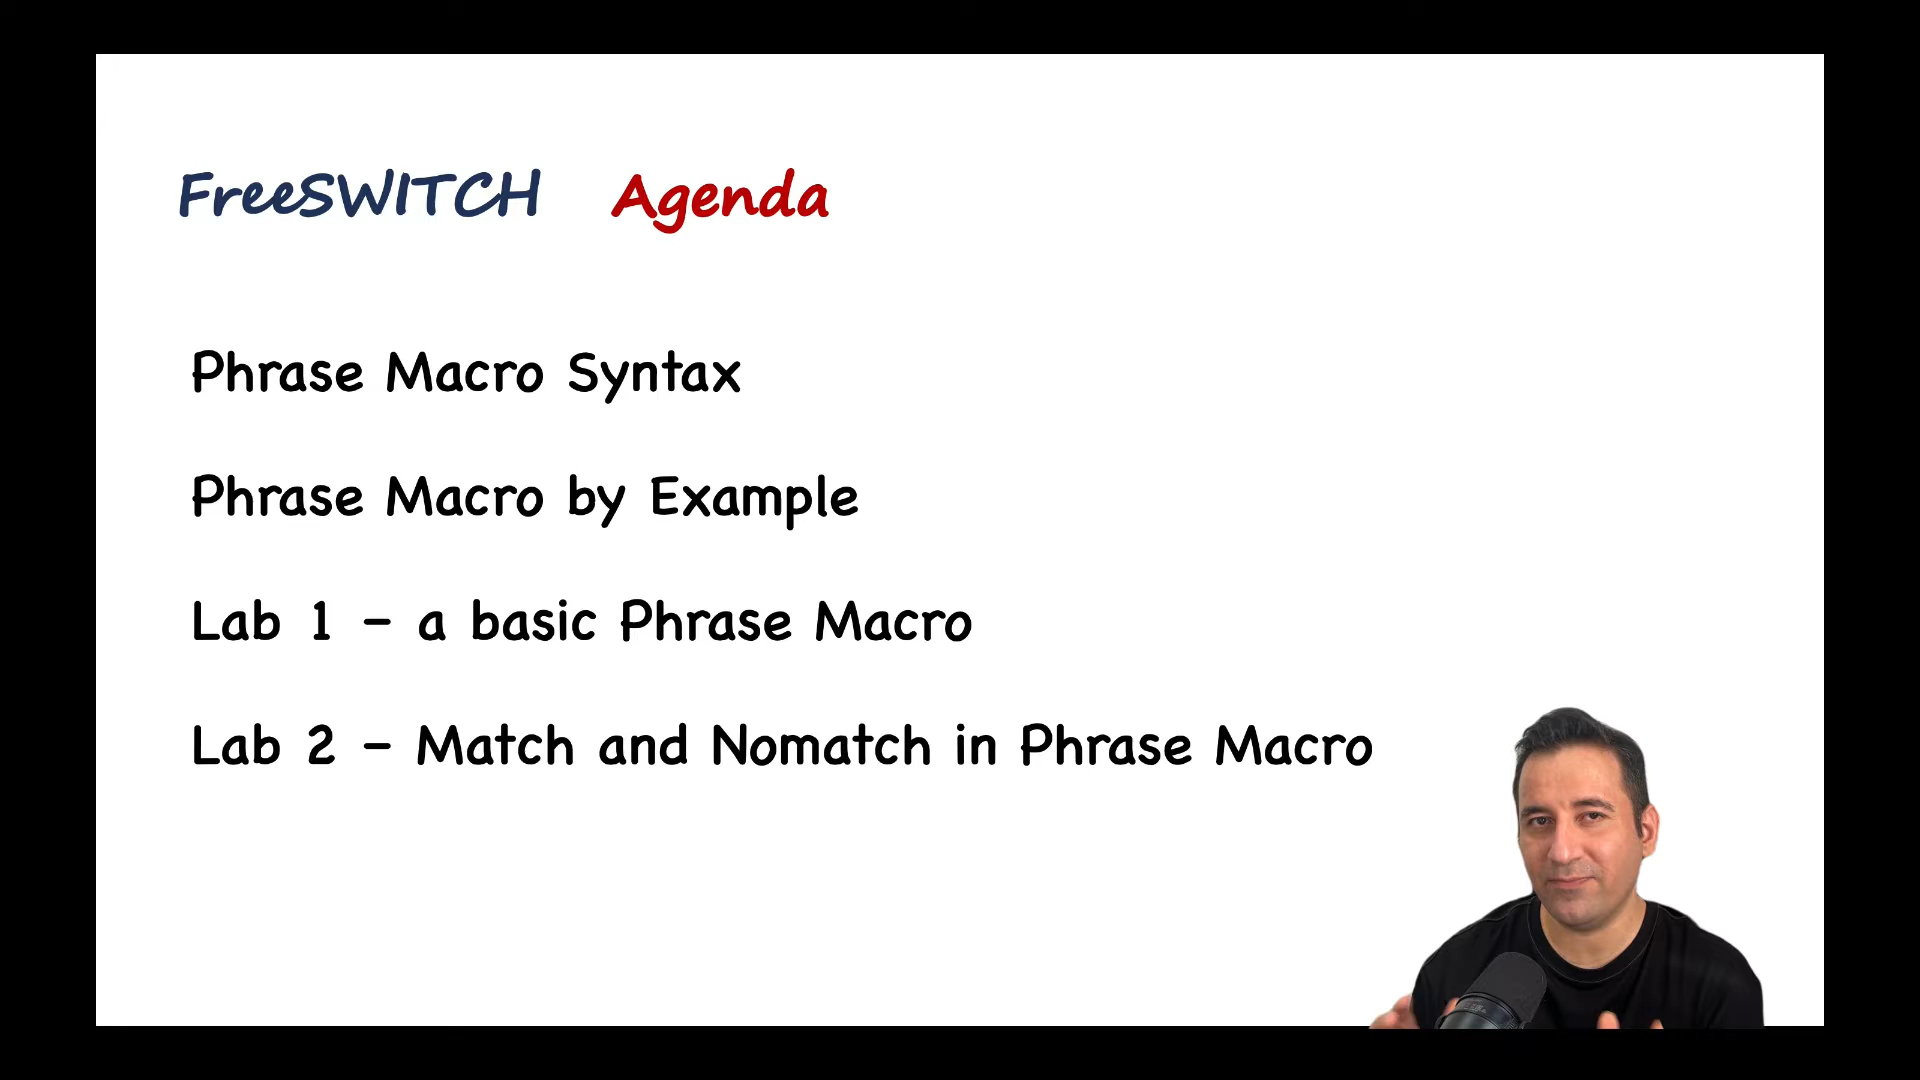 FreeSWITCH Agenda
Phrase Macro Syntax
Phrase Macro by Example
Lab 1 - a basic Phrase Macro
Lab 2 - Match and Nomatch in Phrase Macro